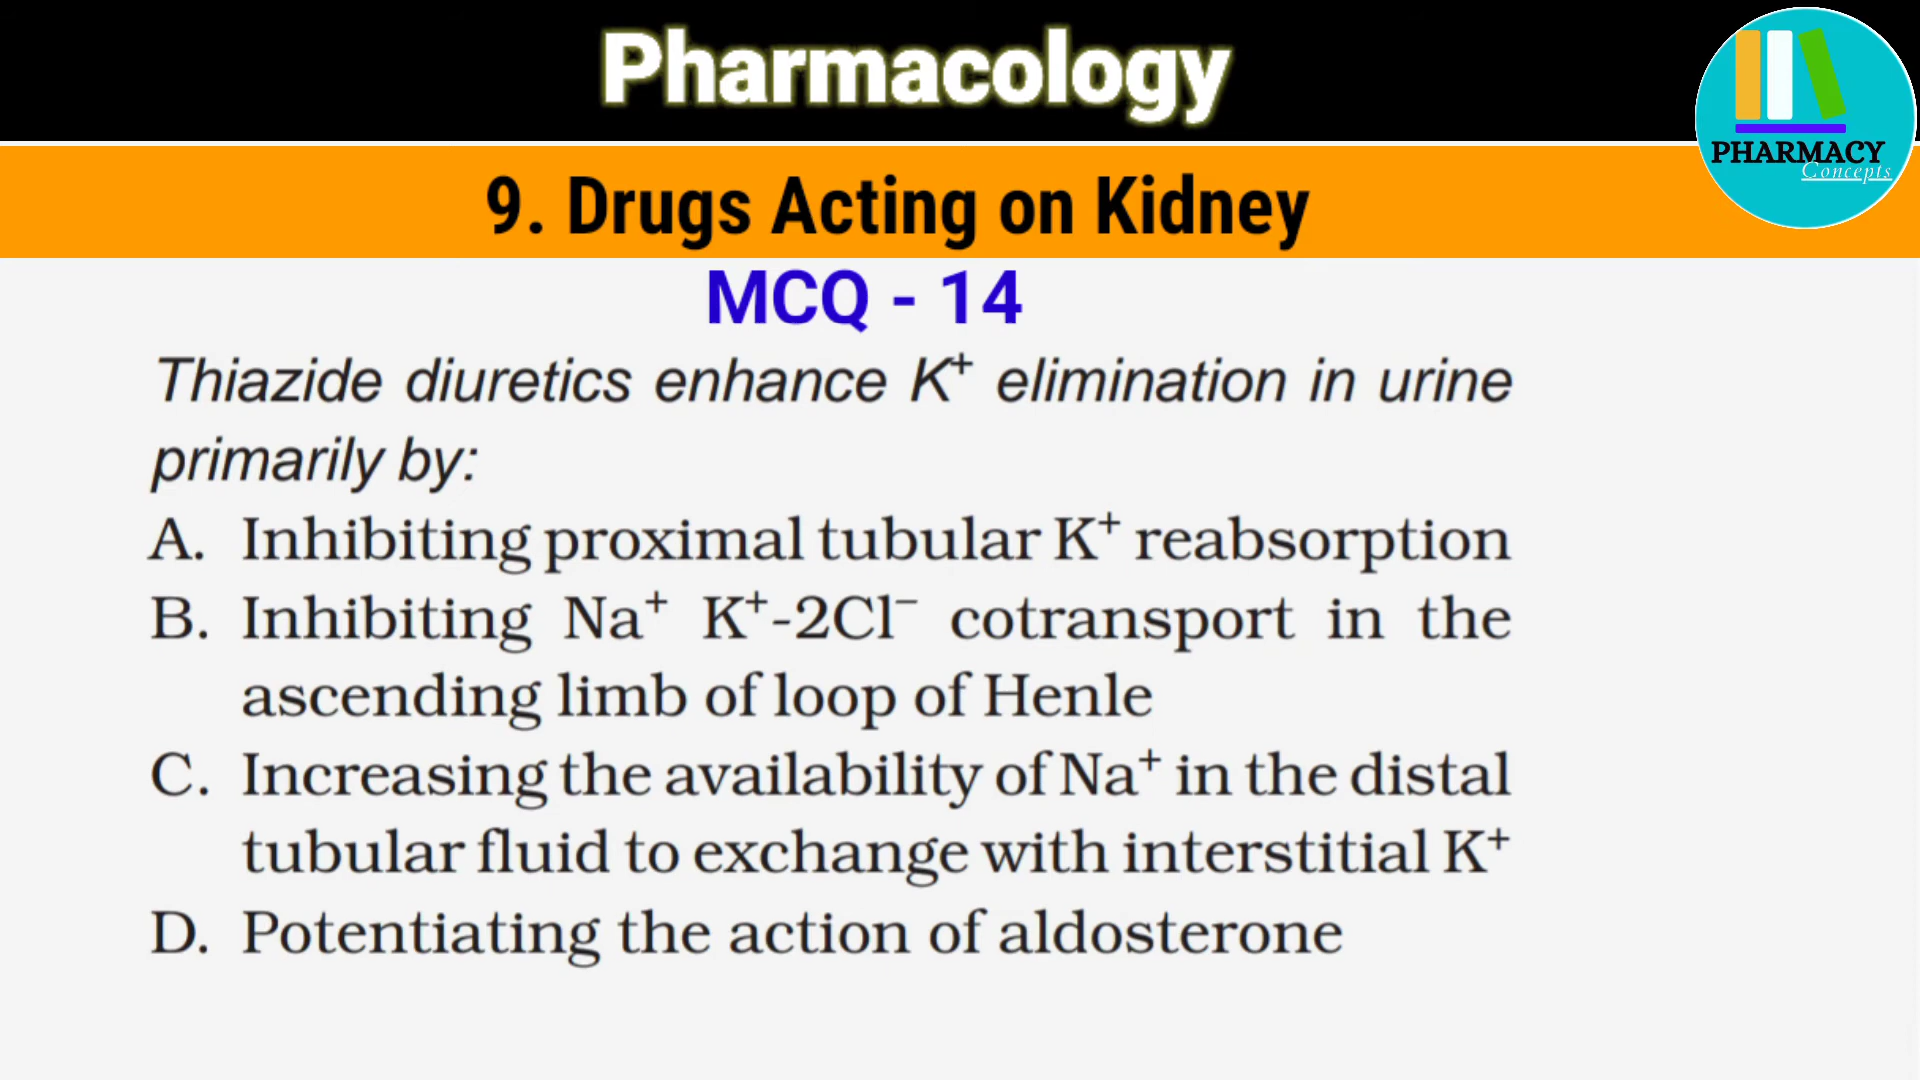 Pharmacology
PHARMACY
Concepts
9. Drugs Acting on Kidney
MCQ - 14
Thiazide diuretics enhance K⁺ elimination in urine
primarily by:
A. Inhibiting proximal tubular K⁺ reabsorption
B. Inhibiting Na⁺ K⁺-2Cl⁻ cotransport in the
ascending limb of loop of Henle
C. Increasing the availability of Na⁺ in the distal
tubular fluid to exchange with interstitial K⁺
D. Potentiating the action of aldosterone